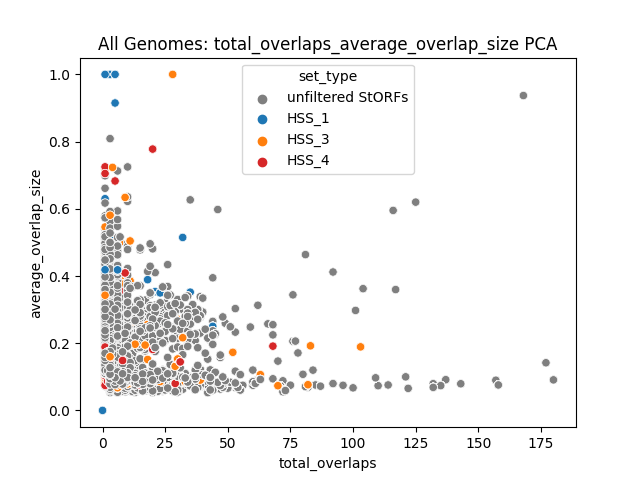 All Genomes: total_overlaps_average_overlap_size PCA
set_type
unfiltered StORFs
HSS_1
HSS_3
HSS_4
average_overlap_size
1.0
0.8
0.6
0.4
0.2
0.0
0 25 50 75 100 125 150 175
total_overlaps